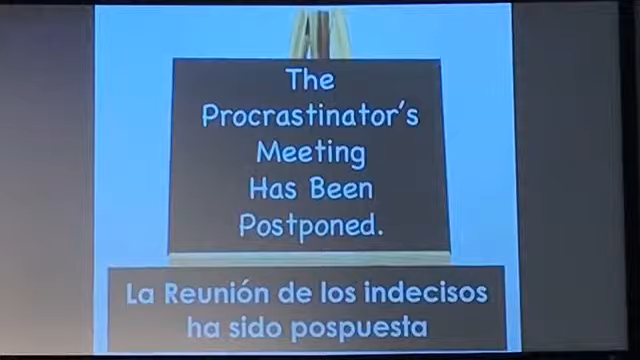 The
Procrastinator's
Meeting
Has Been
Postponed.
La Reunión de los indecisos
ha sido pospuesta